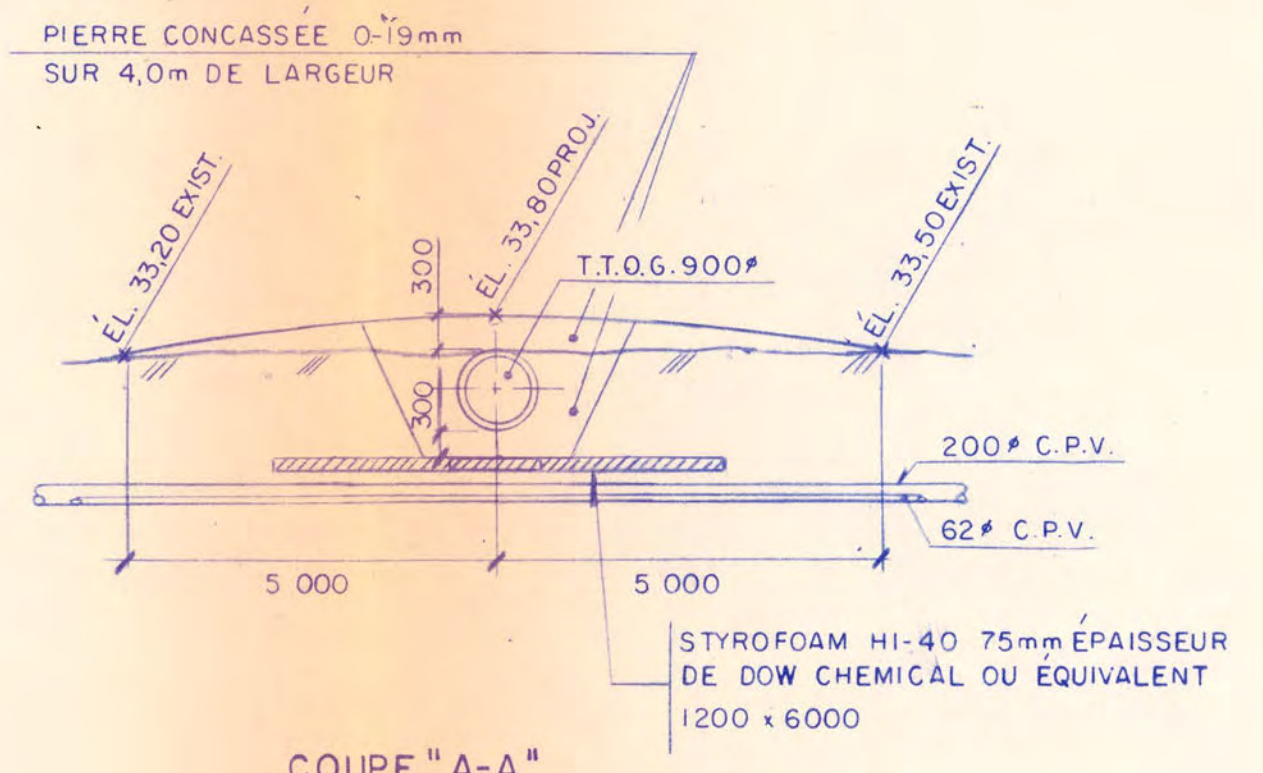 PIERRE CONCASSÉE 0-19mm
SUR 4,0m DE LARGEUR
ÉL. 33,20 EXIST.
300
ÉL. 33,80 PROJ.
T.T.O.G. 900ø
ÉL. 33,50 EXIST.
300
200ø C.P.V.
62ø C.P.V.
5 000
5 000
STYROFOAM HI-40 75mm ÉPAISSEUR
DE DOW CHEMICAL OU ÉQUIVALENT
1200 x 6000
COUPE "A-A"